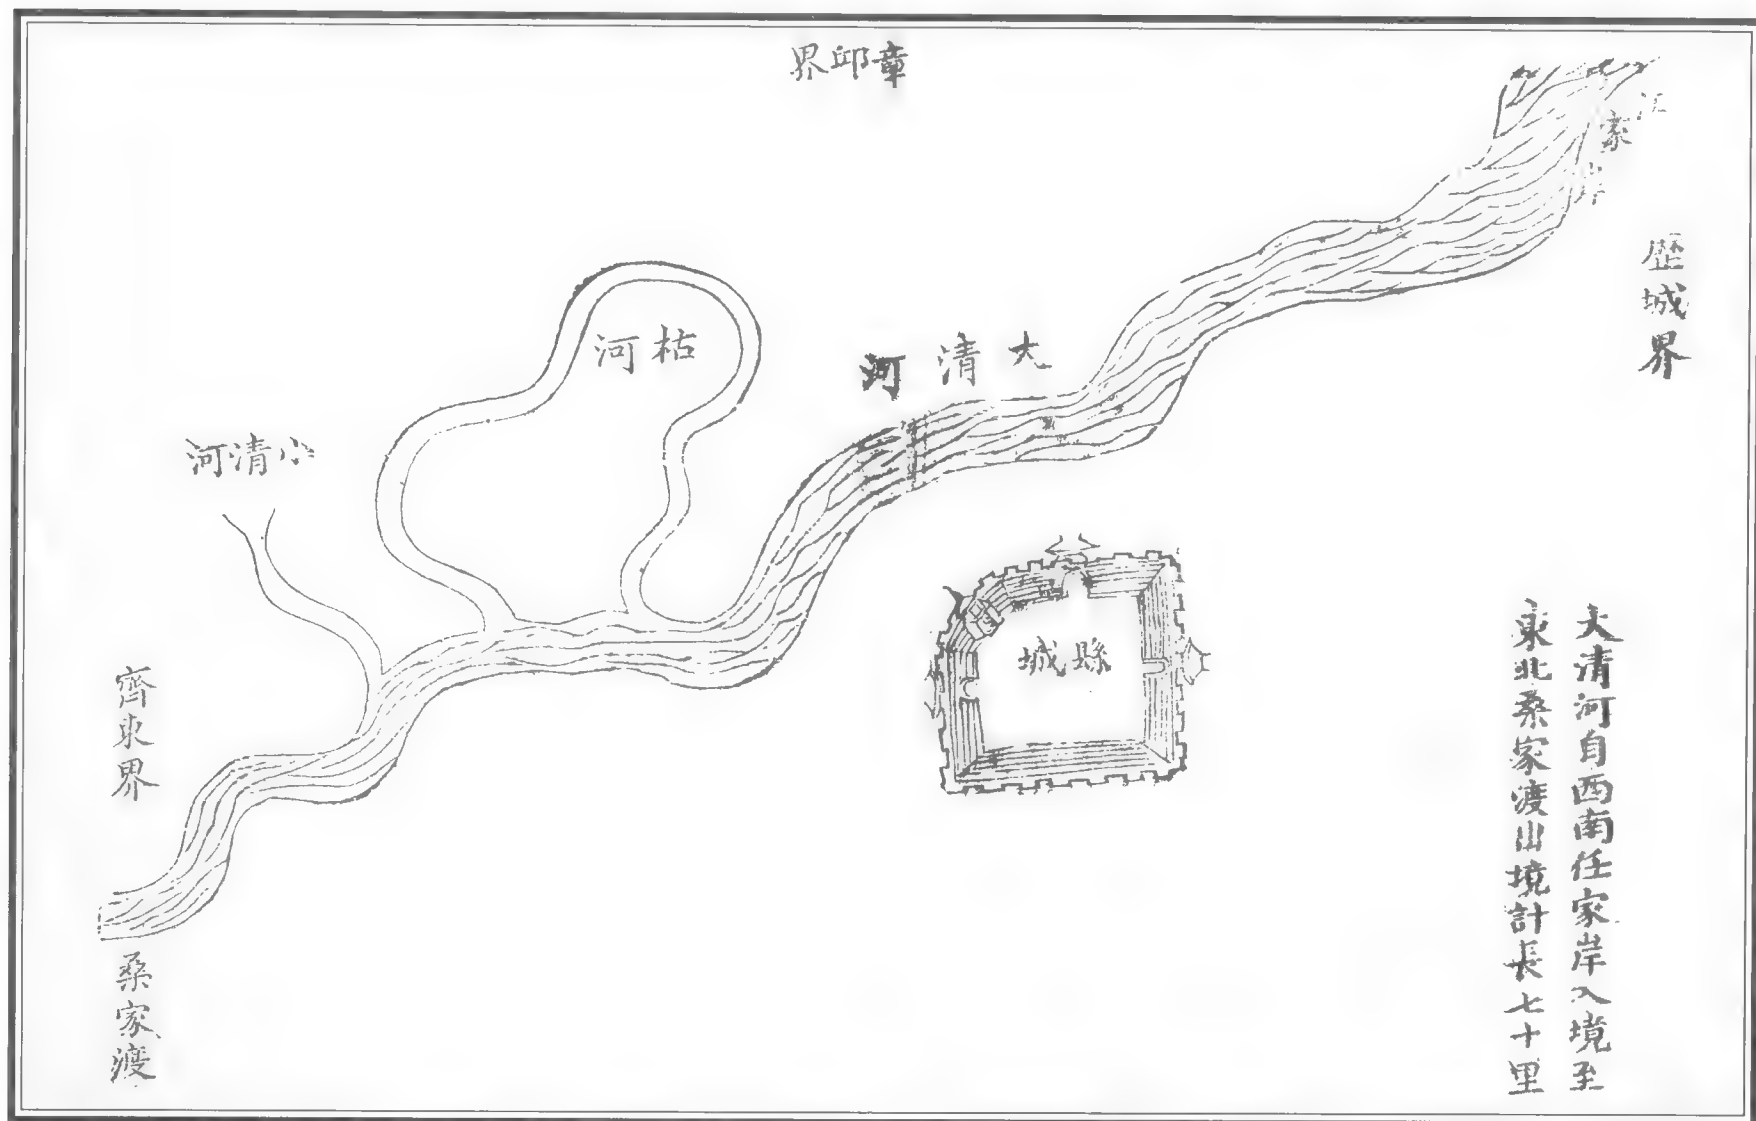 章邱界
任家岸
歷城界
大清河
枯河
小清河
縣城
齊東界
桑家渡
大清河自西南任家岸入境至
東北桑家渡出境計長七十里